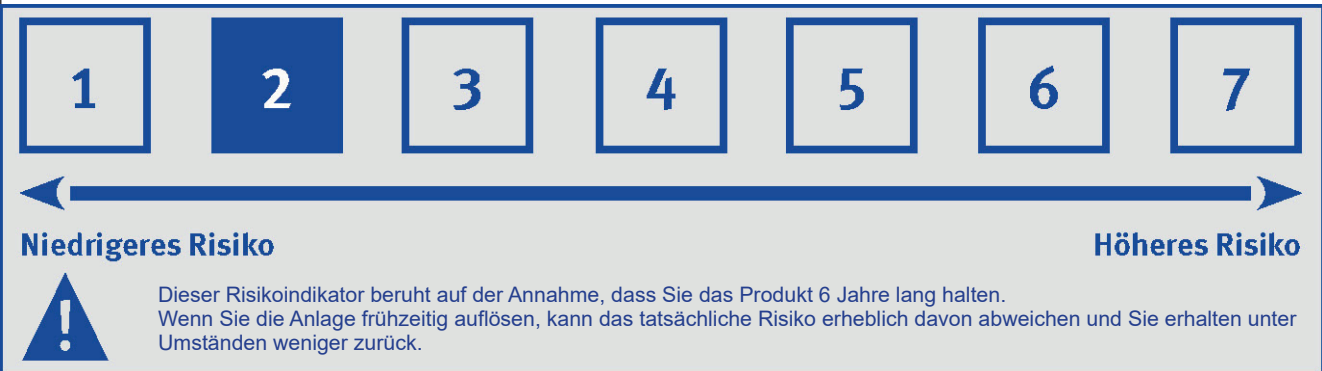 1 2 3 4 5 6 7
Niedrigeres Risiko Höheres Risiko
!
Dieser Risikoindikator beruht auf der Annahme, dass Sie das Produkt 6 Jahre lang halten.
Wenn Sie die Anlage frühzeitig auflösen, kann das tatsächliche Risiko erheblich davon abweichen und Sie erhalten unter
Umständen weniger zurück.